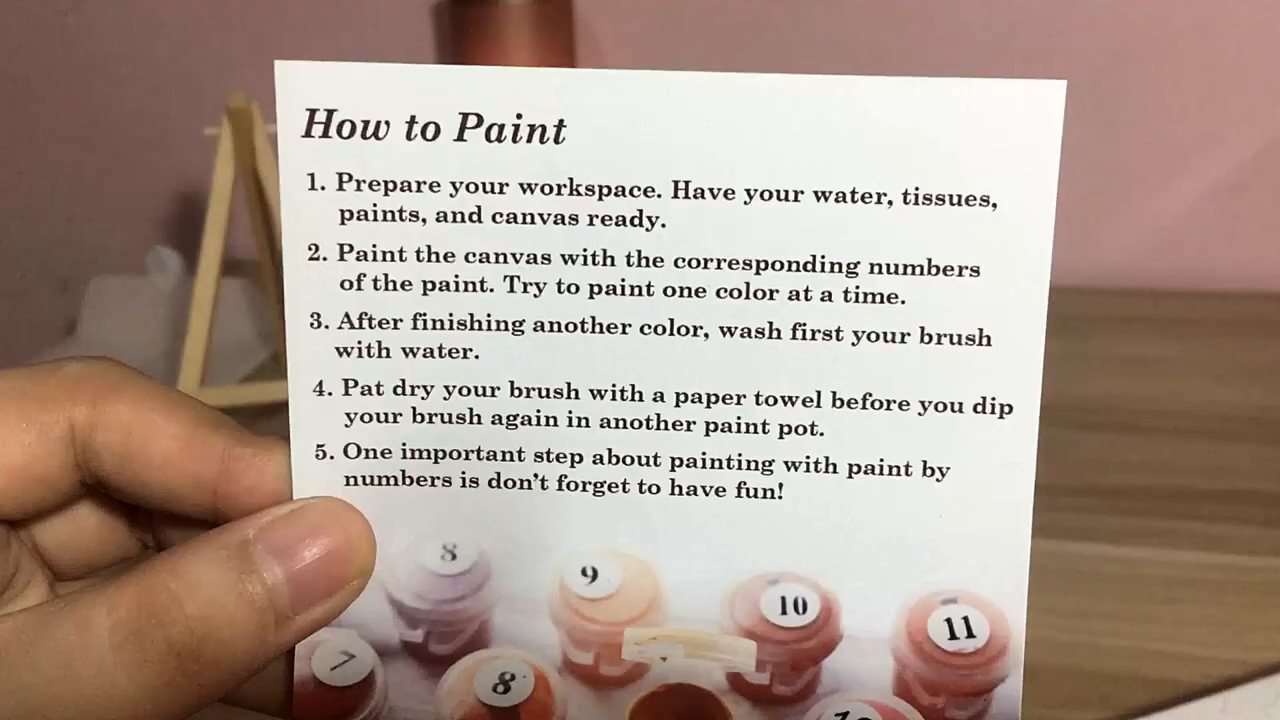 How to Paint
1. Prepare your workspace. Have your water, tissues,
paints, and canvas ready.
2. Paint the canvas with the corresponding numbers
of the paint. Try to paint one color at a time.
3. After finishing another color, wash first your brush
with water.
4. Pat dry your brush with a paper towel before you dip
your brush again in another paint pot.
5. One important step about painting with paint by
numbers is don't forget to have fun!
8
9
10
11
7
8